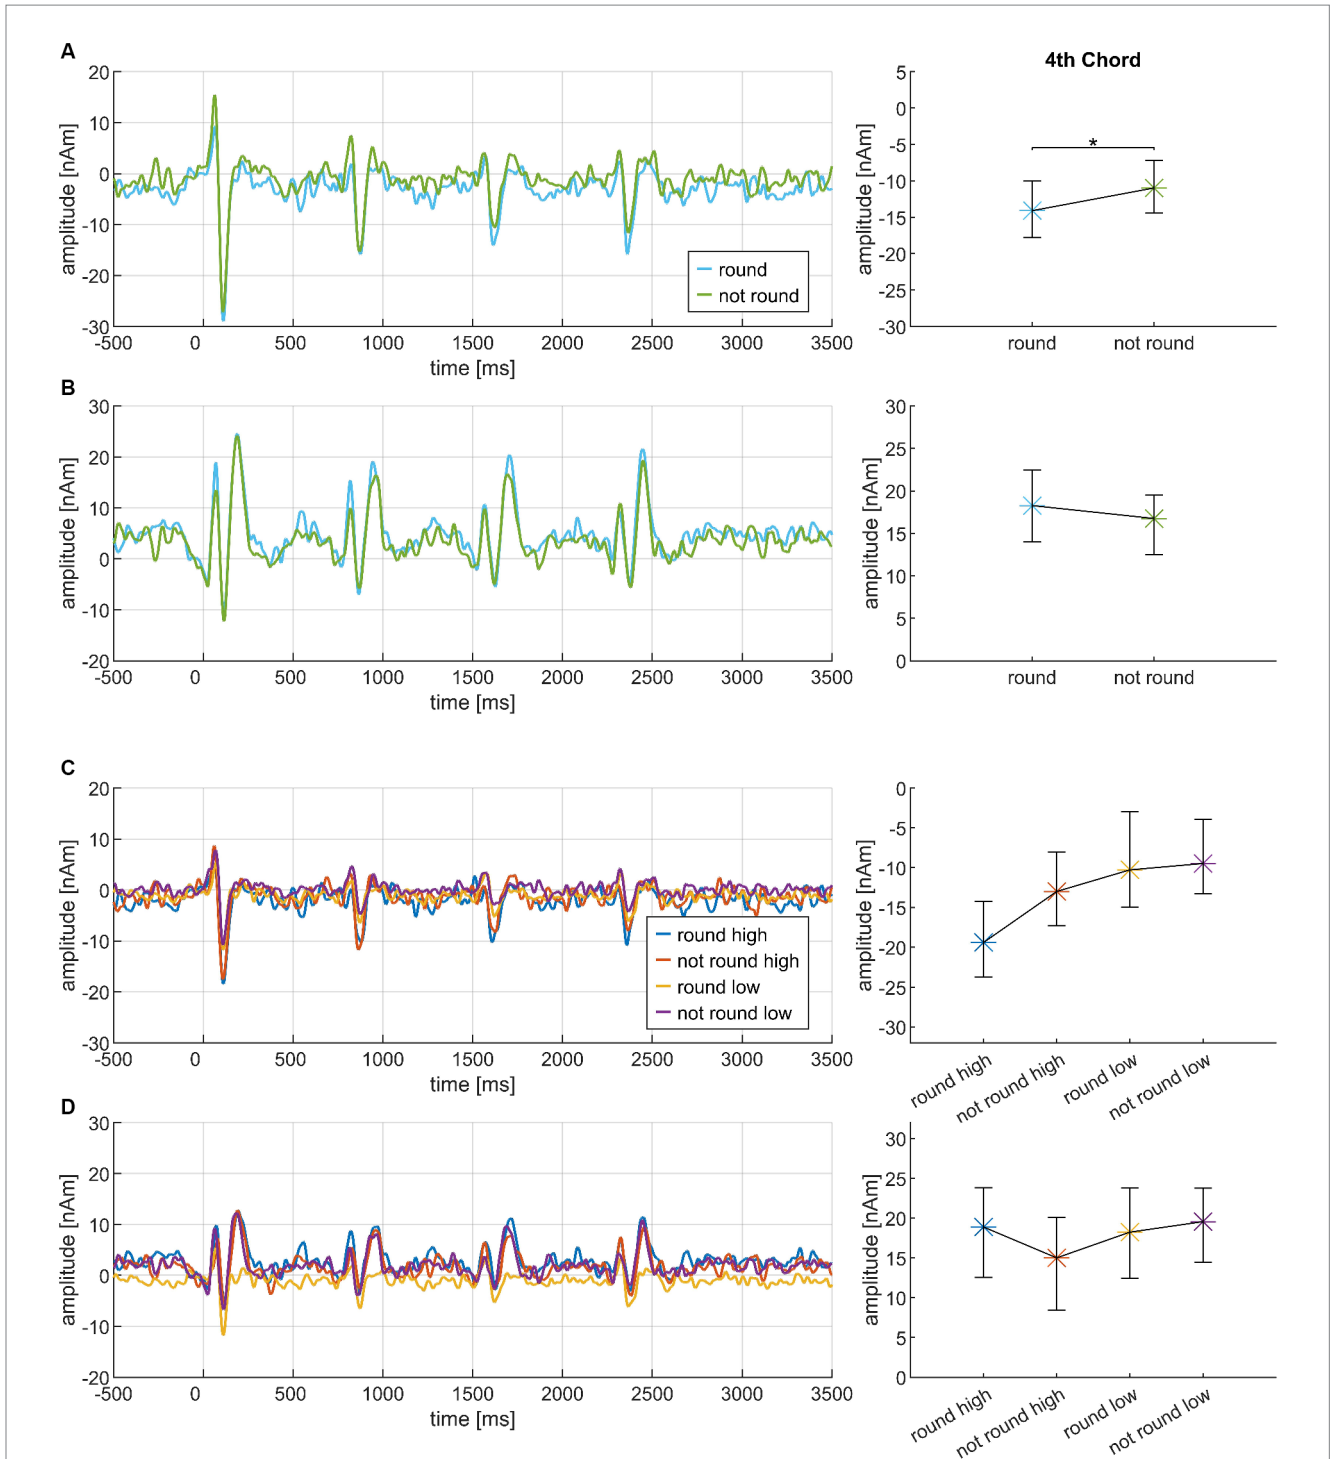 A
4th Chord
20
10
0
-10
-20
-30
amplitude [nAm]
-500
0
500
1000
1500
2000
2500
3000
3500
time [ms]
round
not round
5
0
-5
-10
-15
-20
-25
-30
amplitude [nAm]
*
round
not round
B
30
20
10
0
-10
-20
amplitude [nAm]
-500
0
500
1000
1500
2000
2500
3000
3500
time [ms]
30
25
20
15
10
5
0
amplitude [nAm]
round
not round
C
20
10
0
-10
-20
-30
amplitude [nAm]
-500
0
500
1000
1500
2000
2500
3000
3500
time [ms]
round high
not round high
round low
not round low
0
-5
-10
-15
-20
-25
-30
amplitude [nAm]
round high
not round high
round low
not round low
D
30
20
10
0
-10
-20
amplitude [nAm]
-500
0
500
1000
1500
2000
2500
3000
3500
time [ms]
30
25
20
15
10
5
0
amplitude [nAm]
round high
not round high
round low
not round low